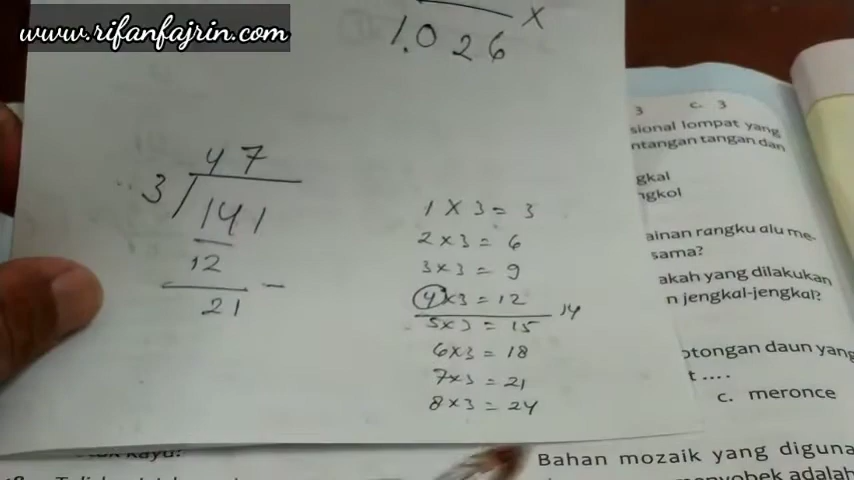 www.rifanfajrin.com
X
1.026
47
3 141
12
21 -
1 X 3 = 3
2 x 3 = 6
3 x 3 = 9
4 x 3 = 12
14
5 x 3 = 15
6 x 3 = 18
7 x 3 = 21
8 x 3 = 24
3 c. 3
sional lompat yang
ntangan tangan dan
gkal
ngkol
ainan rangku alu me-
sama?
akah yang dilakukan
n jengkal-jengkal?
otongan daun yang
t ....
c. meronce
Bahan mozaik yang diguna
adalah